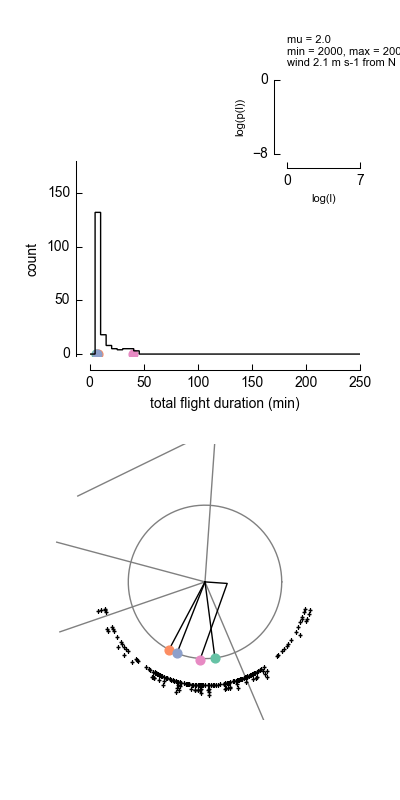 mu = 2.0
min = 2000, max = 200
wind 2.1 m s-1 from N
0
log(p(l))
−8
0
7
log(l)
150
100
50
0
count
0
50
100
150
200
250
total flight duration (min)